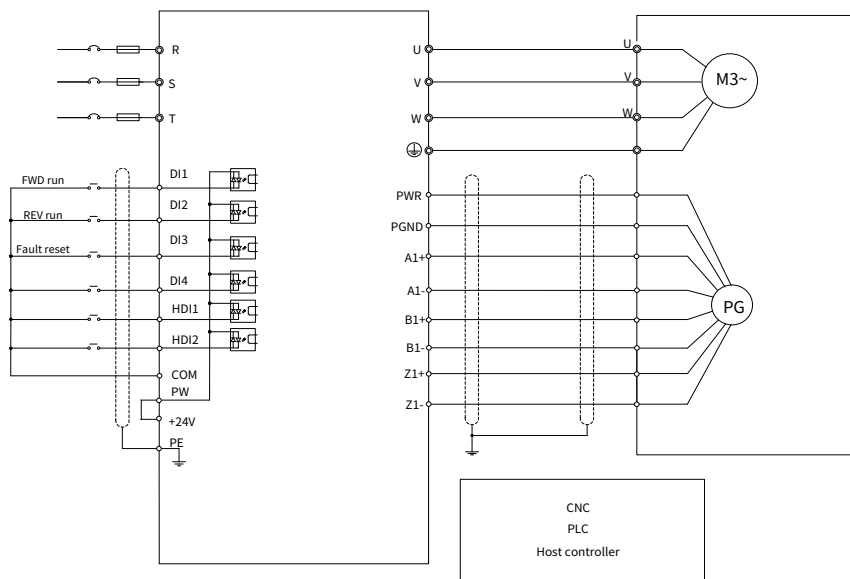 R
S
T
U
V
W
U
V
W
M3~
FWD run
REV run
Fault reset
DI1
DI2
DI3
DI4
HDI1
HDI2
COM
PW
+24V
PE
PWR
PGND
A1+
A1-
B1+
B1-
Z1+
Z1-
PG
CNC
PLC
Host controller